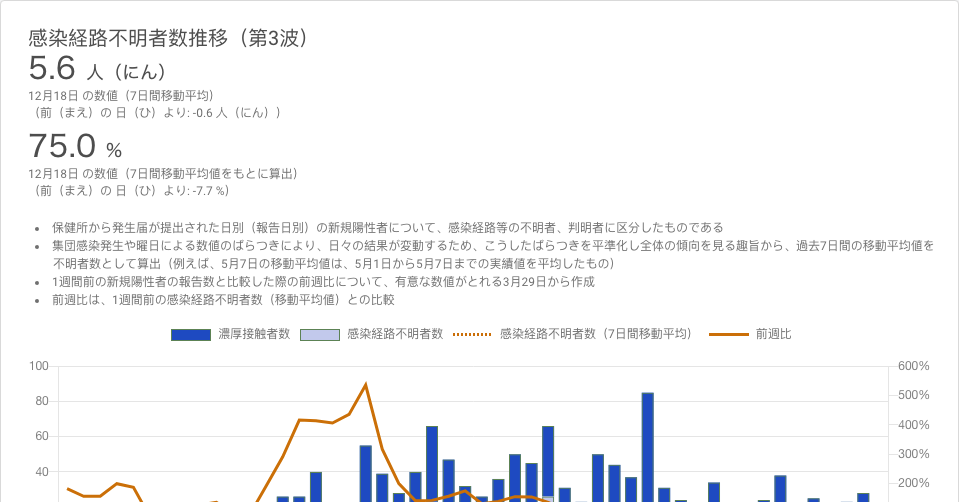 感染経路不明者数推移（第3波）
5.6 人（にん）
12月18日 の数値（7日間移動平均）
（前（まえ）の 日（ひ）より: -0.6 人（にん））
75.0 %
12月18日 の数値（7日間移動平均値をもとに算出）
（前（まえ）の 日（ひ）より: -7.7 %）
• 保健所から発生届が提出された日別（報告日別）の新規陽性者について、感染経路等の不明者、判明者に区分したものである
• 集団感染発生や曜日による数値のばらつきにより、日々の結果が変動するため、こうしたばらつきを平準化し全体の傾向を見る趣旨から、過去7日間の移動平均値を
不明者数として算出（例えば、5月7日の移動平均値は、5月1日から5月7日までの実績値を平均したもの）
• 1週間前の新規陽性者の報告数と比較した際の前週比について、有意な数値がとれる3月29日から作成
• 前週比は、1週間前の感染経路不明者数（移動平均値）との比較
濃厚接触者数 感染経路不明者数 感染経路不明者数（7日間移動平均） 前週比
100 600%
500%
80
400%
60
300%
40
200%